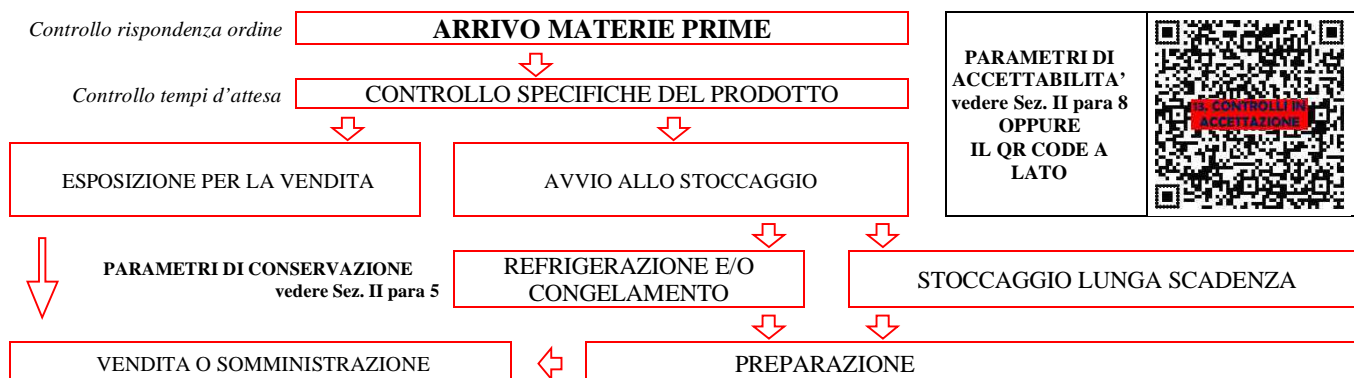 Controllo rispondenza ordine
ARRIVO MATERIE PRIME
Controllo tempi d'attesa
CONTROLLO SPECIFICHE DEL PRODOTTO
PARAMETRI DI
ACCETTABILITA'
vedere Sez. II para 8
OPPURE
IL QR CODE A
LATO
13. CONTROLLI IN
ACCETTAZIONE
ESPOSIZIONE PER LA VENDITA
AVVIO ALLO STOCCAGGIO
PARAMETRI DI CONSERVAZIONE
vedere Sez. II para 5
REFRIGERAZIONE E/O
CONGELAMENTO
STOCCAGGIO LUNGA SCADENZA
VENDITA O SOMMINISTRAZIONE
PREPARAZIONE